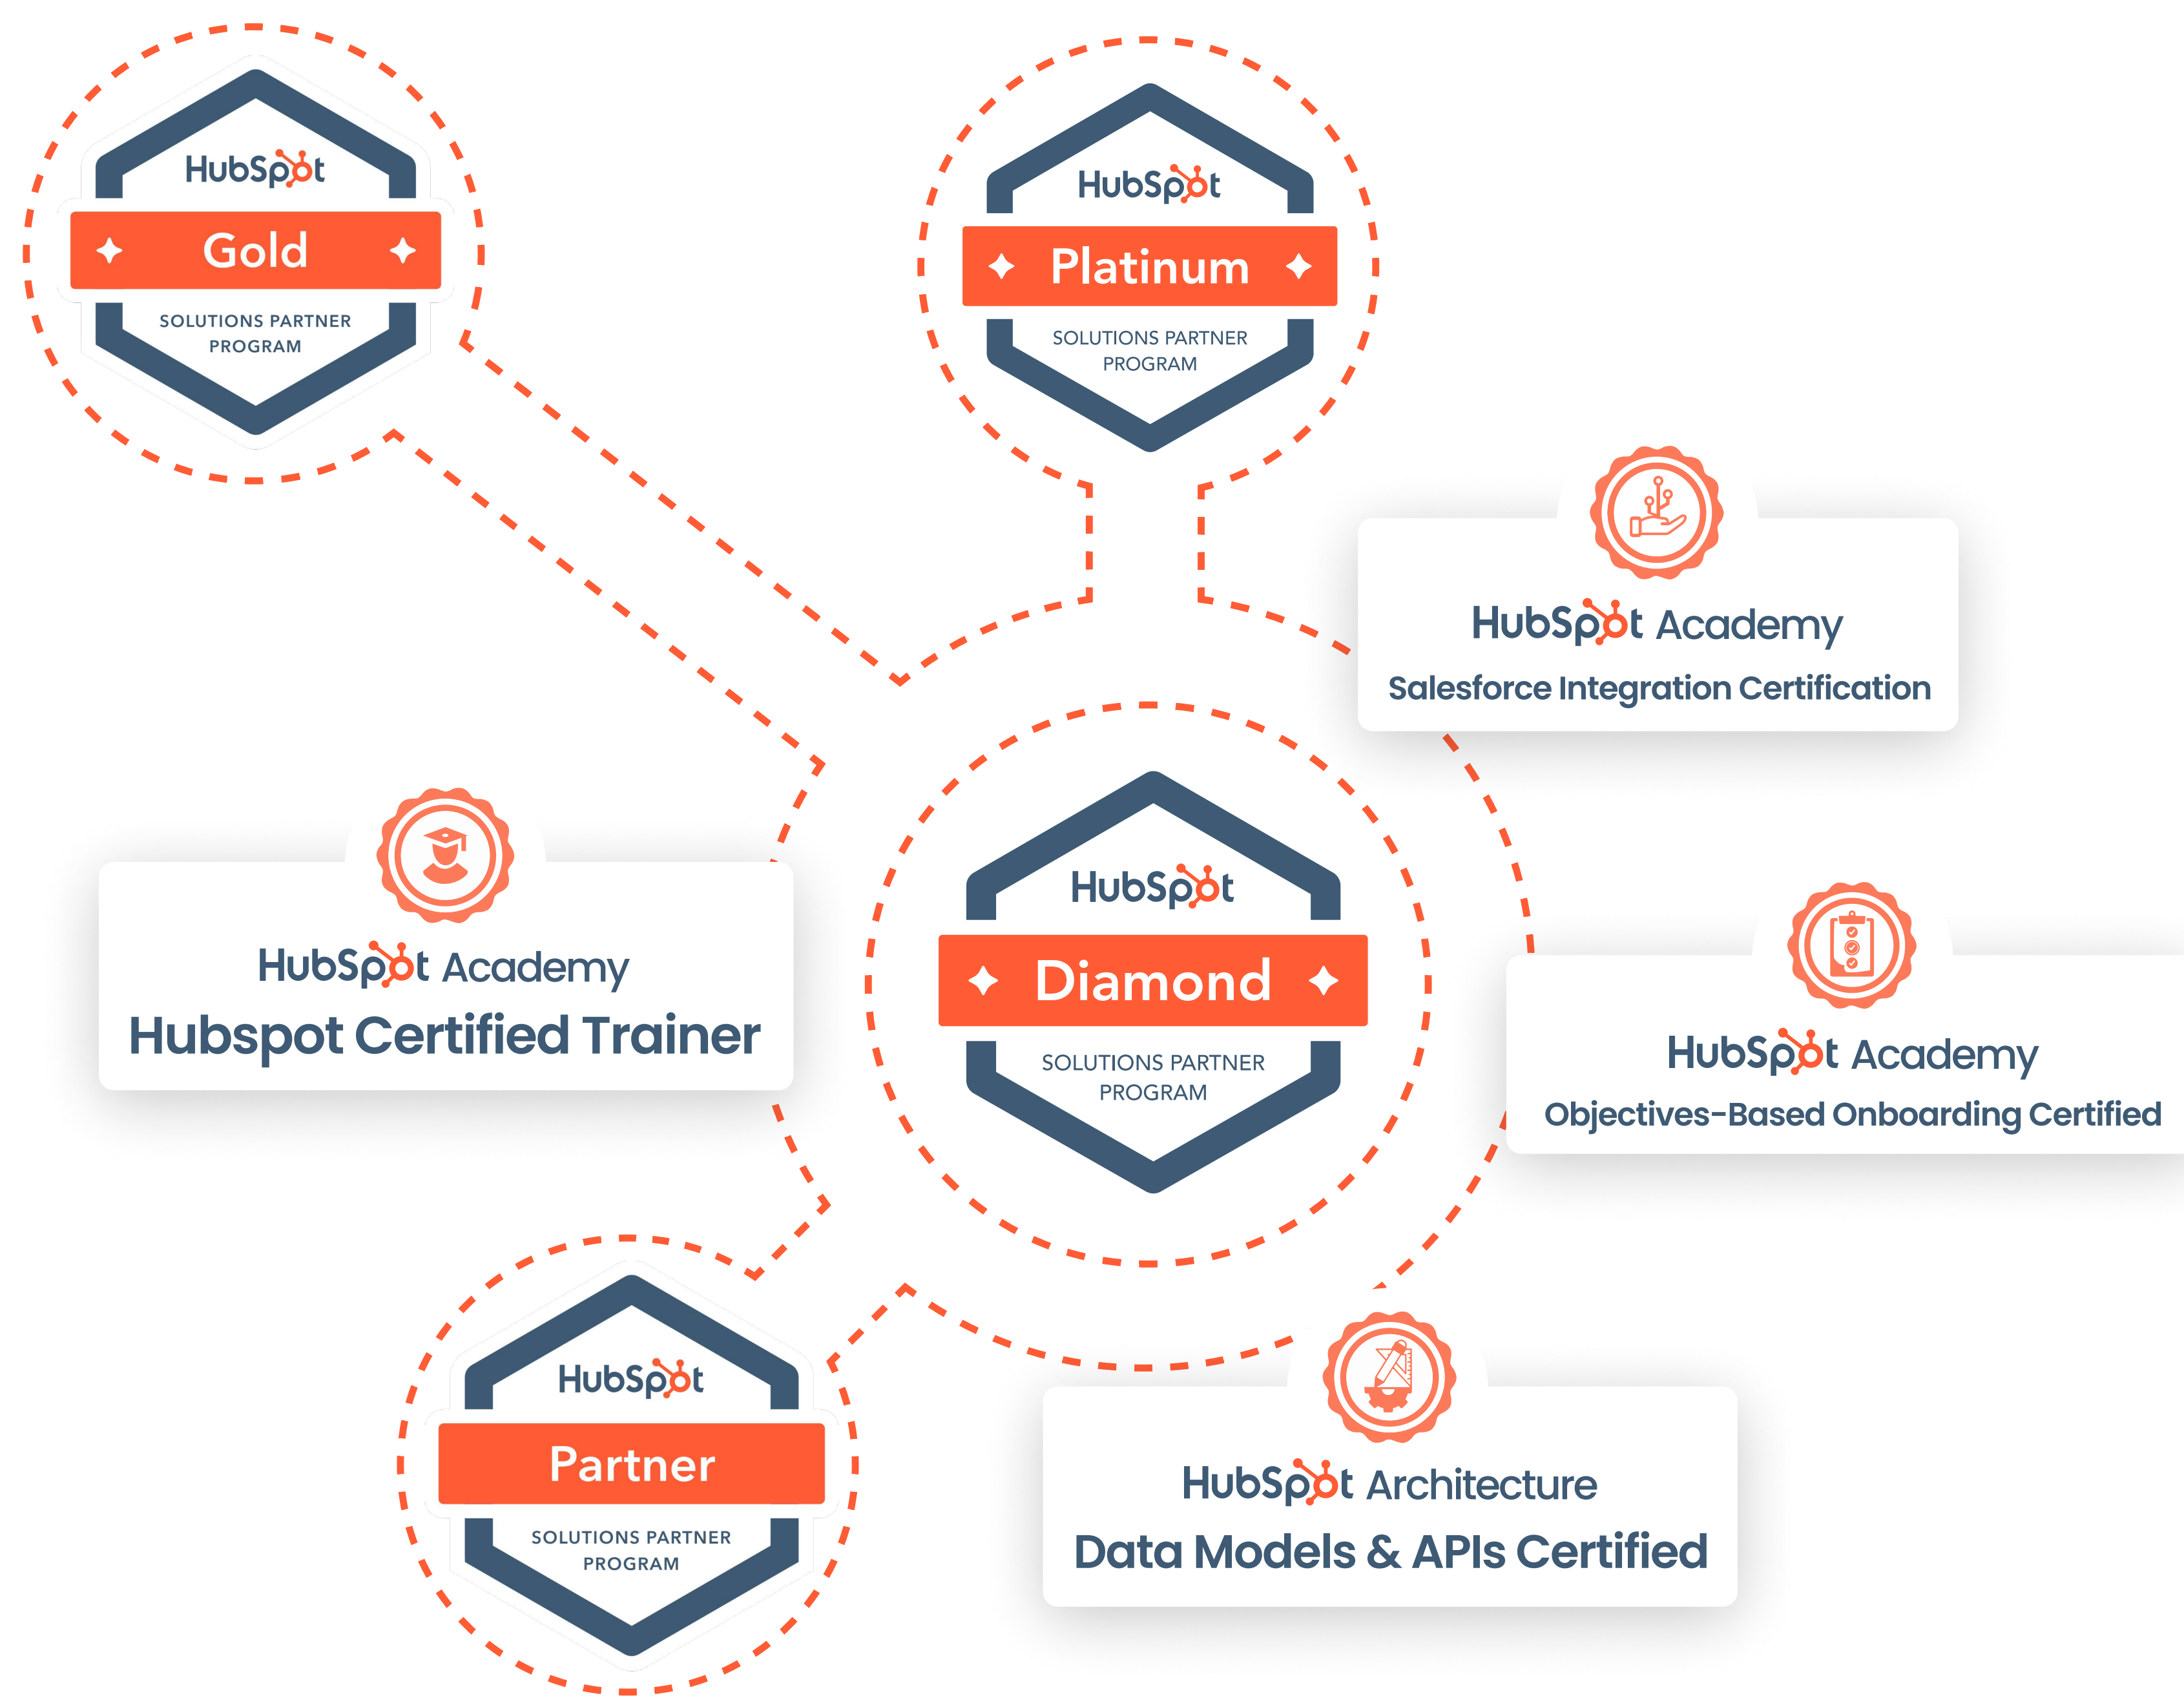 HubSpot
Gold
SOLUTIONS PARTNER
PROGRAM
HubSpot
Platinum
SOLUTIONS PARTNER
PROGRAM
HubSpot Academy
Salesforce Integration Certification
HubSpot Academy
Hubspot Certified Trainer
HubSpot
Diamond
SOLUTIONS PARTNER
PROGRAM
HubSpot Academy
Objectives-Based Onboarding Certified
HubSpot
Partner
SOLUTIONS PARTNER
PROGRAM
HubSpot Architecture
Data Models & APIs Certified